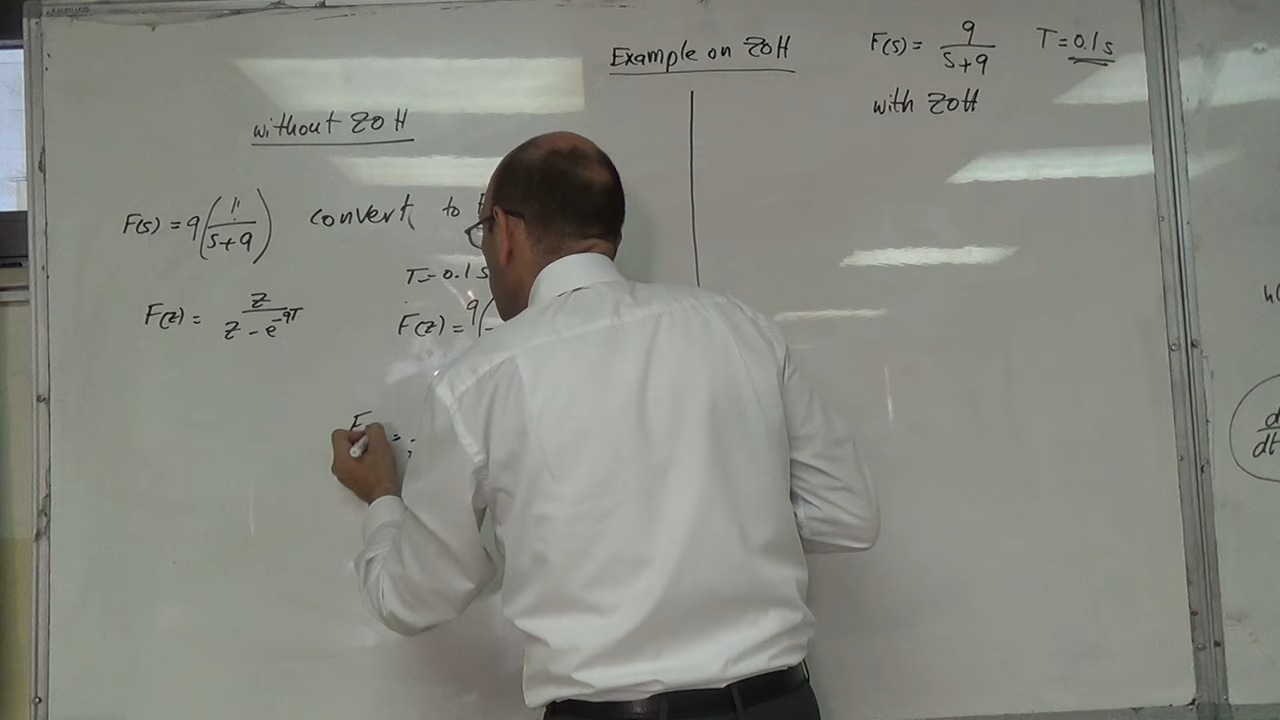 Example on ZOH
F(s) = 9/(s+9) T = 0.1 s
with ZOH
without ZOH
F(s) = 9(1/(s+9)) convert to
T = 0.1 s
F(z) = z/(z - e^-9T)
F(z) = 9(
F =
d/dt